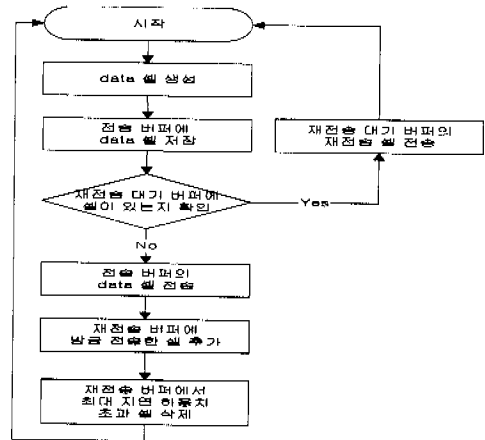 시작
data 셀 생성
전송 버퍼에
data 셀 저장
재전송 대기 버퍼에
셀이 있는지 확인
Yes
재전송 대기 버퍼의
재전송 셀 전송
No
전송 버퍼의
data 셀 전송
재전송 버퍼에
방금 전송한 셀 추가
재전송 버퍼에서
최대 지연 허용치
초과 셀 삭제